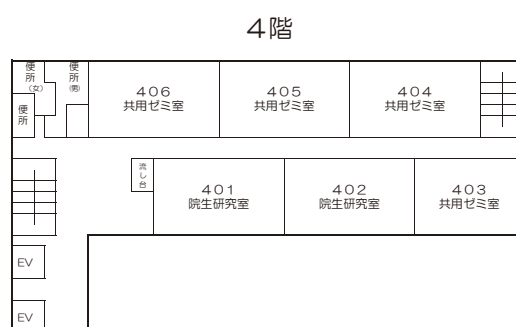 4階
便所
(女)
便所
(男)
便所
406
共用ゼミ室
405
共用ゼミ室
404
共用ゼミ室
流し台
401
院生研究室
402
院生研究室
403
共用ゼミ室
EV
EV